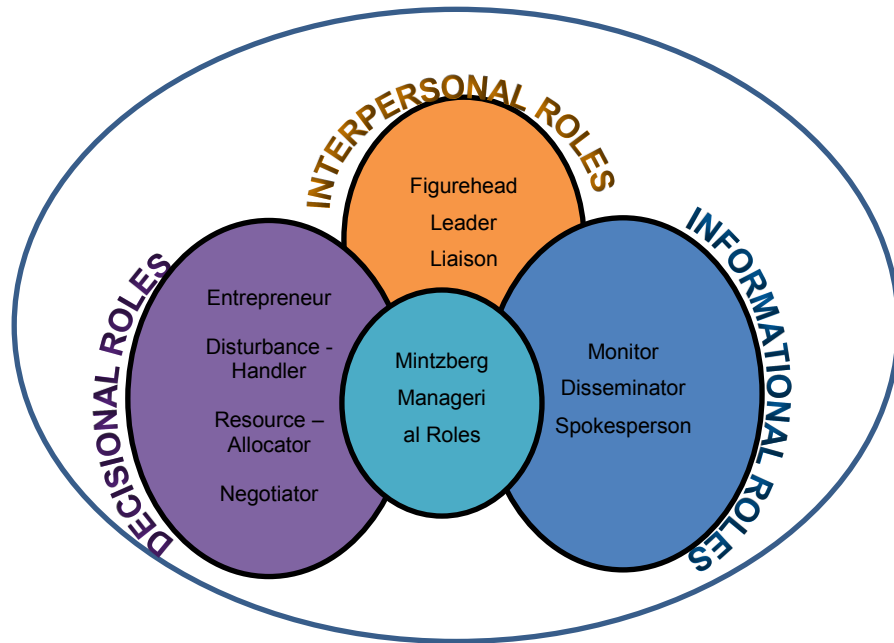 INTERPERSONAL ROLES
Figurehead
Leader
Liaison
DECISIONAL ROLES
Entrepreneur
Disturbance -
Handler
Resource –
Allocator
Negotiator
Mintzberg
Manageri
al Roles
INFORMATIONAL ROLES
Monitor
Disseminator
Spokesperson